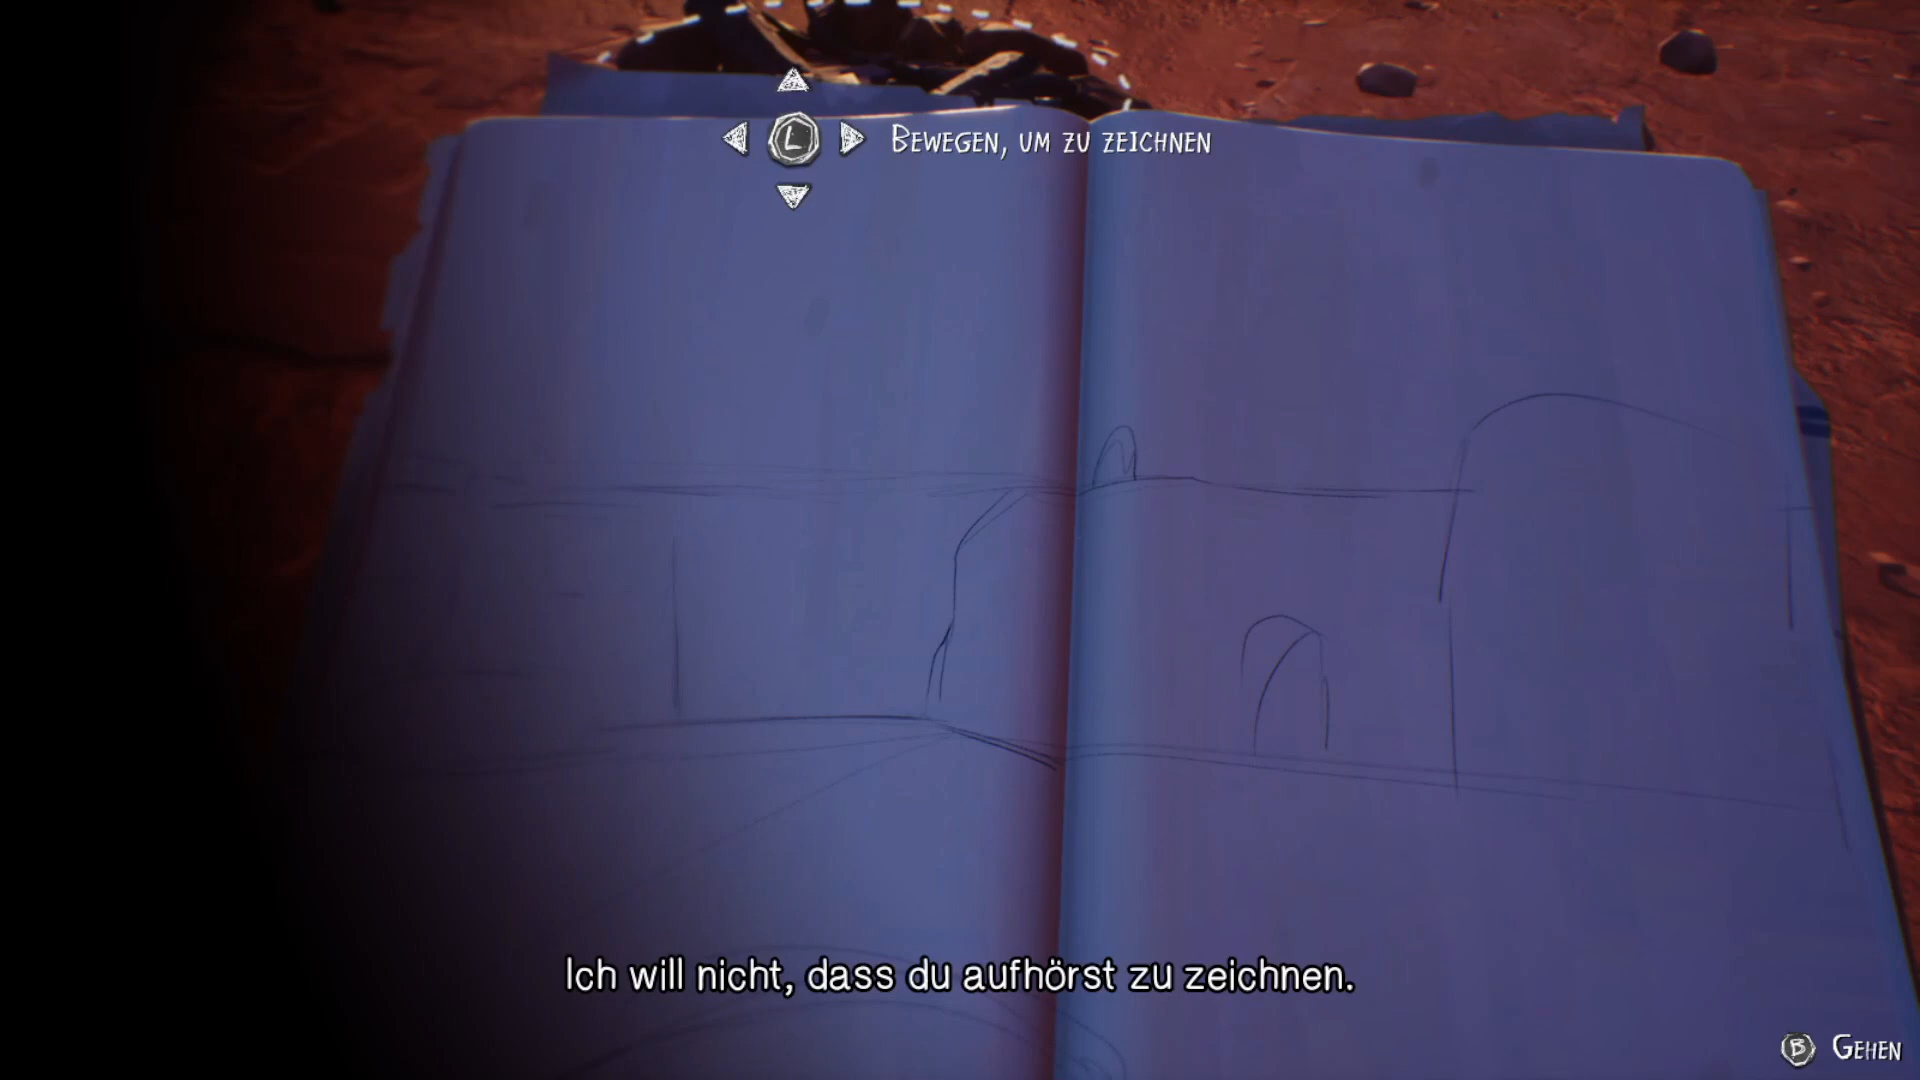 L Bewegen, um zu zeichnen
Ich will nicht, dass du aufhörst zu zeichnen.
B Gehen